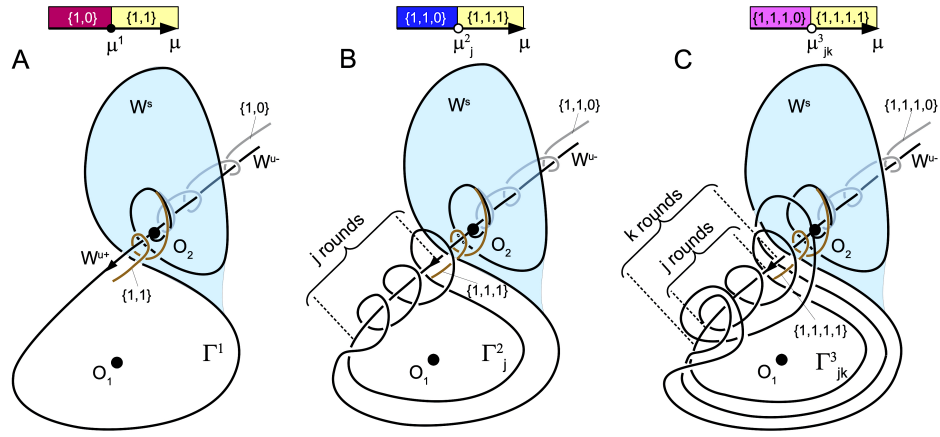 {1,0} {1,1}
μ¹ μ
A
Wˢ
{1,0}
Wᵘ⁻
O₂
Wᵘ⁺
{1,1}
Γ¹
O₁
{1,1,0} {1,1,1}
μ²ⱼ μ
B
Wˢ
{1,1,0}
Wᵘ⁻
j rounds
O₂
{1,1,1}
Γ²ⱼ
O₁
{1,1,1,0} {1,1,1,1}
μ³ⱼₖ μ
C
Wˢ
{1,1,1,0}
Wᵘ⁻
k rounds
j rounds
O₂
{1,1,1,1}
Γ³ⱼₖ
O₁